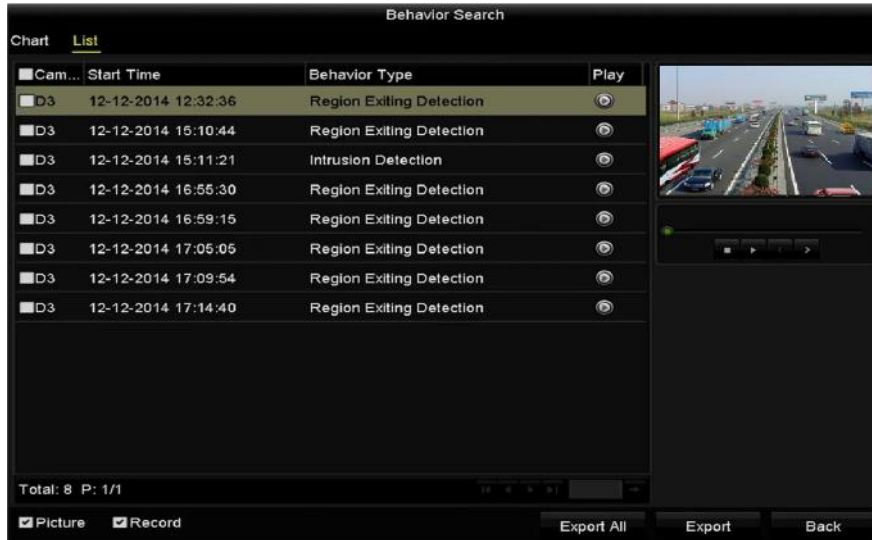 Behavior Search
Chart List
Cam... Start Time Behavior Type Play
D3 12-12-2014 12:32:36 Region Exiting Detection
D3 12-12-2014 15:10:44 Region Exiting Detection
D3 12-12-2014 15:11:21 Intrusion Detection
D3 12-12-2014 16:55:30 Region Exiting Detection
D3 12-12-2014 16:59:15 Region Exiting Detection
D3 12-12-2014 17:05:05 Region Exiting Detection
D3 12-12-2014 17:09:54 Region Exiting Detection
D3 12-12-2014 17:14:40 Region Exiting Detection
Total: 8 P: 1/1
Picture Record Export All Export Back